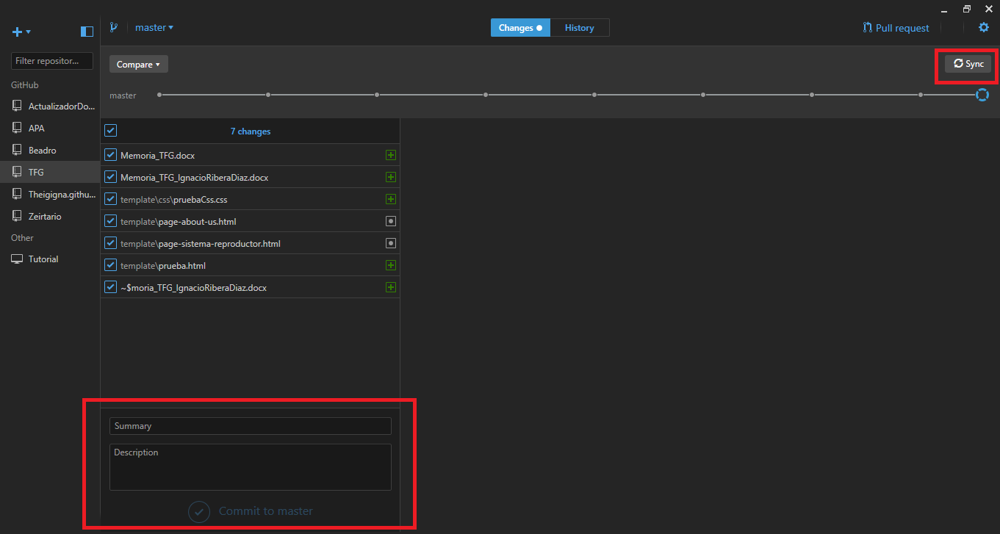 master
Changes
History
Pull request
Filter repositor...
Compare
Sync
GitHub
master
ActualizadorDo...
APA
Beadro
TFG
Theigigna.githu...
Zeirtario
Other
Tutorial
7 changes
Memoria_TFG.docx
Memoria_TFG_IgnacioRiberaDiaz.docx
template\css\pruebaCss.css
template\page-about-us.html
template\page-sistema-reproductor.html
template\prueba.html
~$moria_TFG_IgnacioRiberaDiaz.docx
Summary
Description
Commit to master